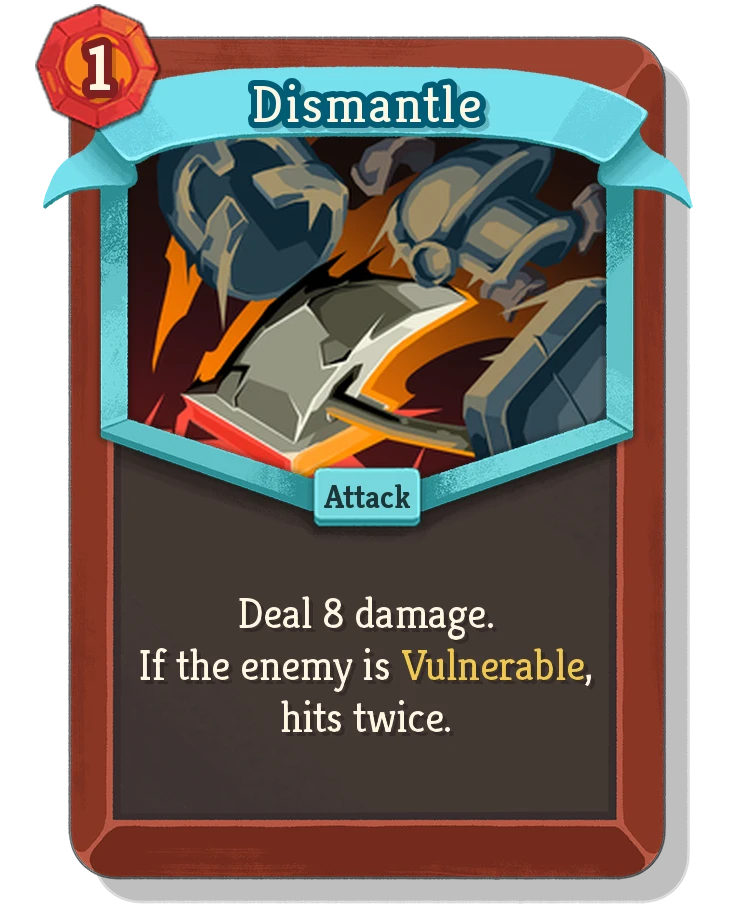 1
Dismantle
Attack
Deal 8 damage.
If the enemy is Vulnerable,
hits twice.